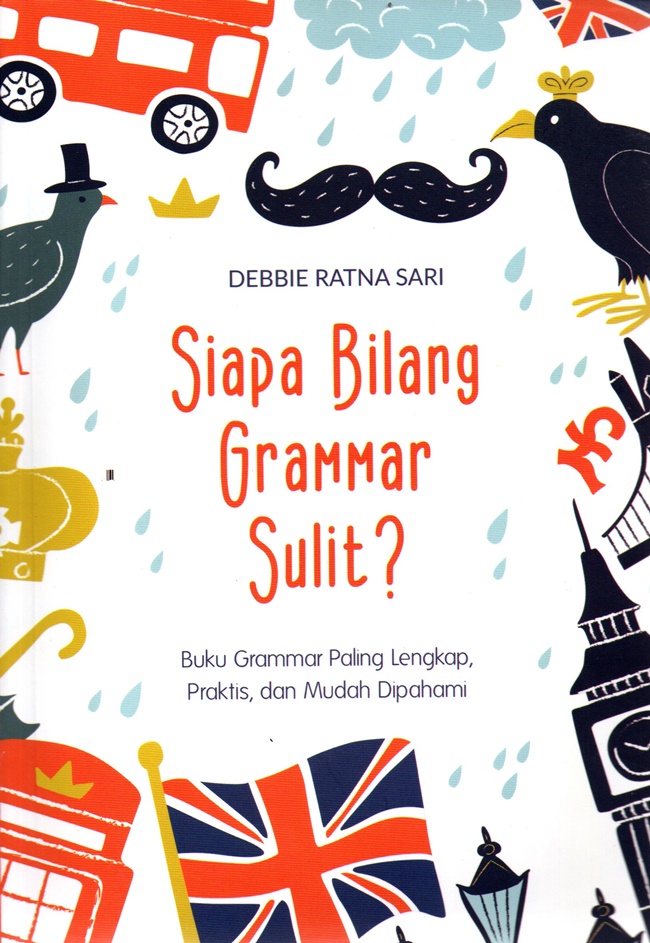 DEBBIE RATNA SARI
Siapa Bilang
Grammar
Sulit?
Buku Grammar Paling Lengkap,
Praktis, dan Mudah Dipahami